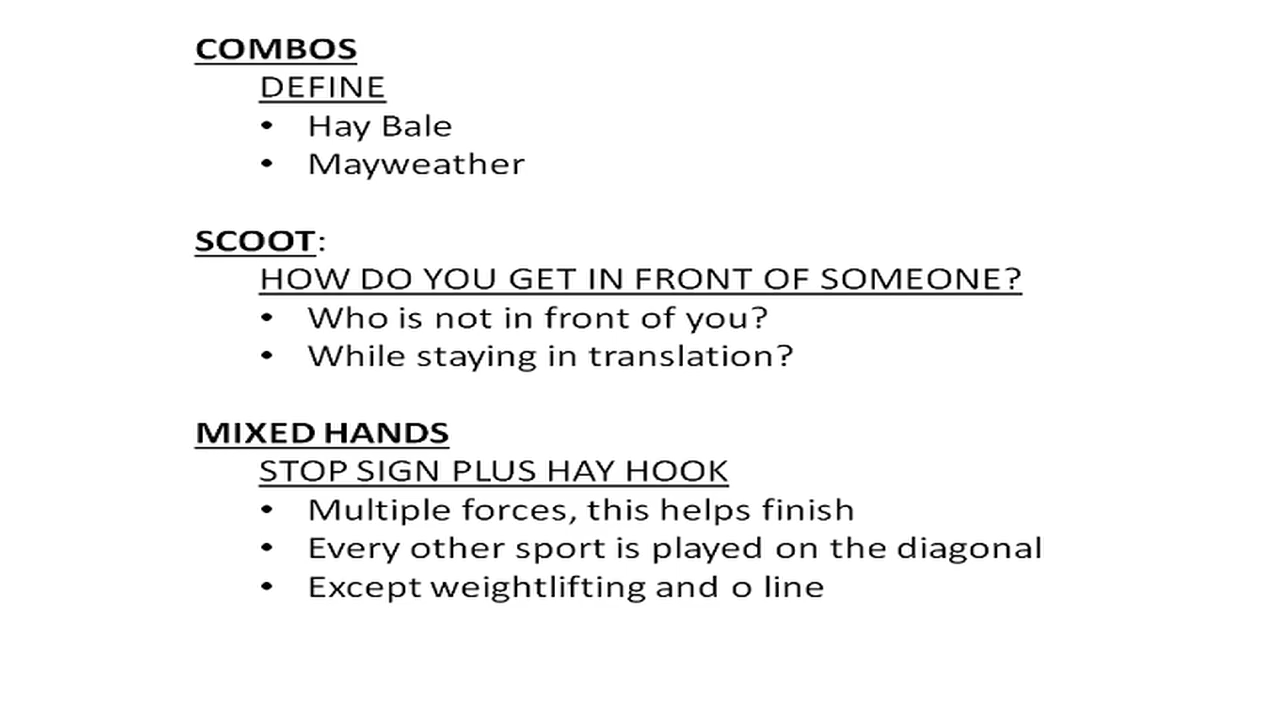 COMBOS
DEFINE
• Hay Bale
• Mayweather
SCOOT:
HOW DO YOU GET IN FRONT OF SOMEONE?
• Who is not in front of you?
• While staying in translation?
MIXED HANDS
STOP SIGN PLUS HAY HOOK
• Multiple forces, this helps finish
• Every other sport is played on the diagonal
• Except weightlifting and o line